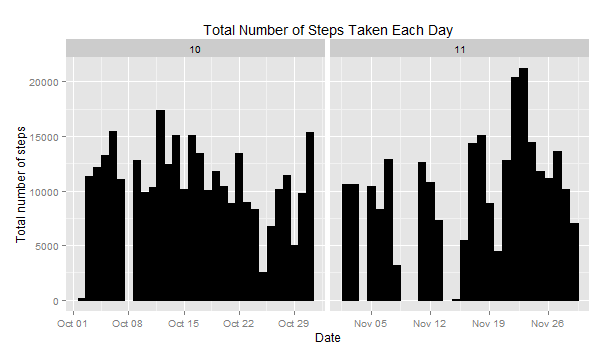 Total Number of Steps Taken Each Day
10
11
20000
15000
10000
5000
0
Total number of steps
Oct 01
Oct 08
Oct 15
Oct 22
Oct 29
Nov 05
Nov 12
Nov 19
Nov 26
Date